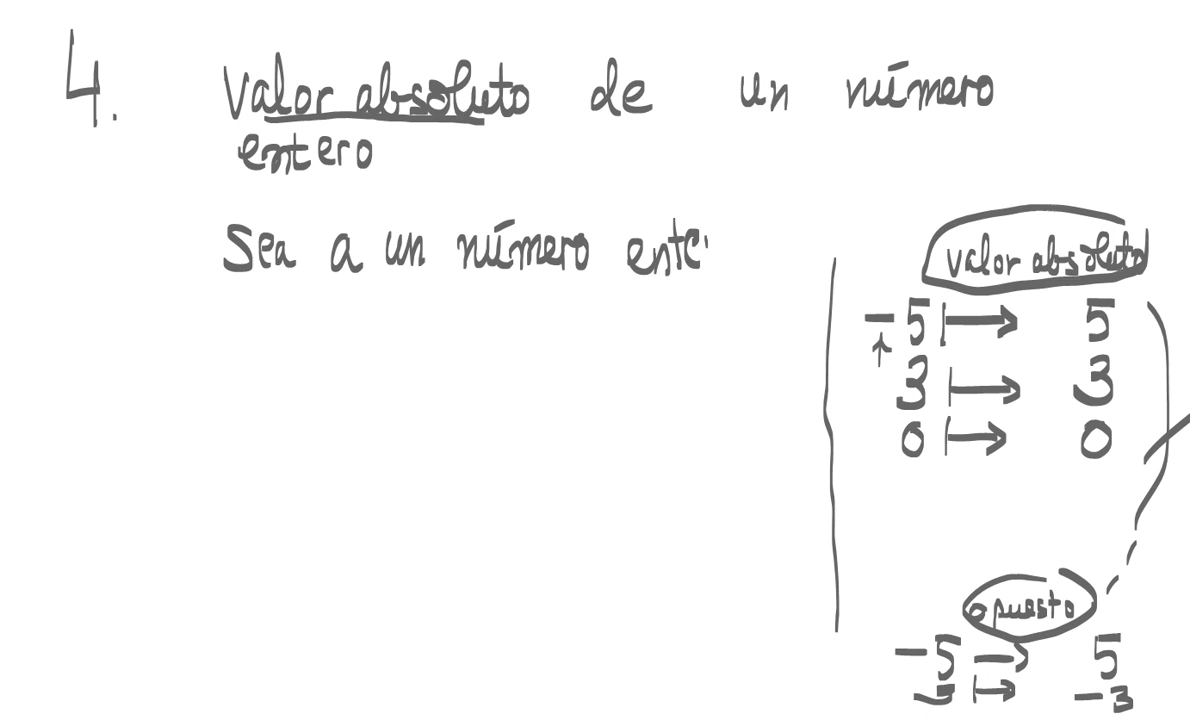 4. Valor absoluto de un número
entero
Sea a un número ente
valor absoluto
-5 ↦ 5
3 ↦ 3
0 ↦ 0
opuesto
-5 → 5
3 ↦ -3